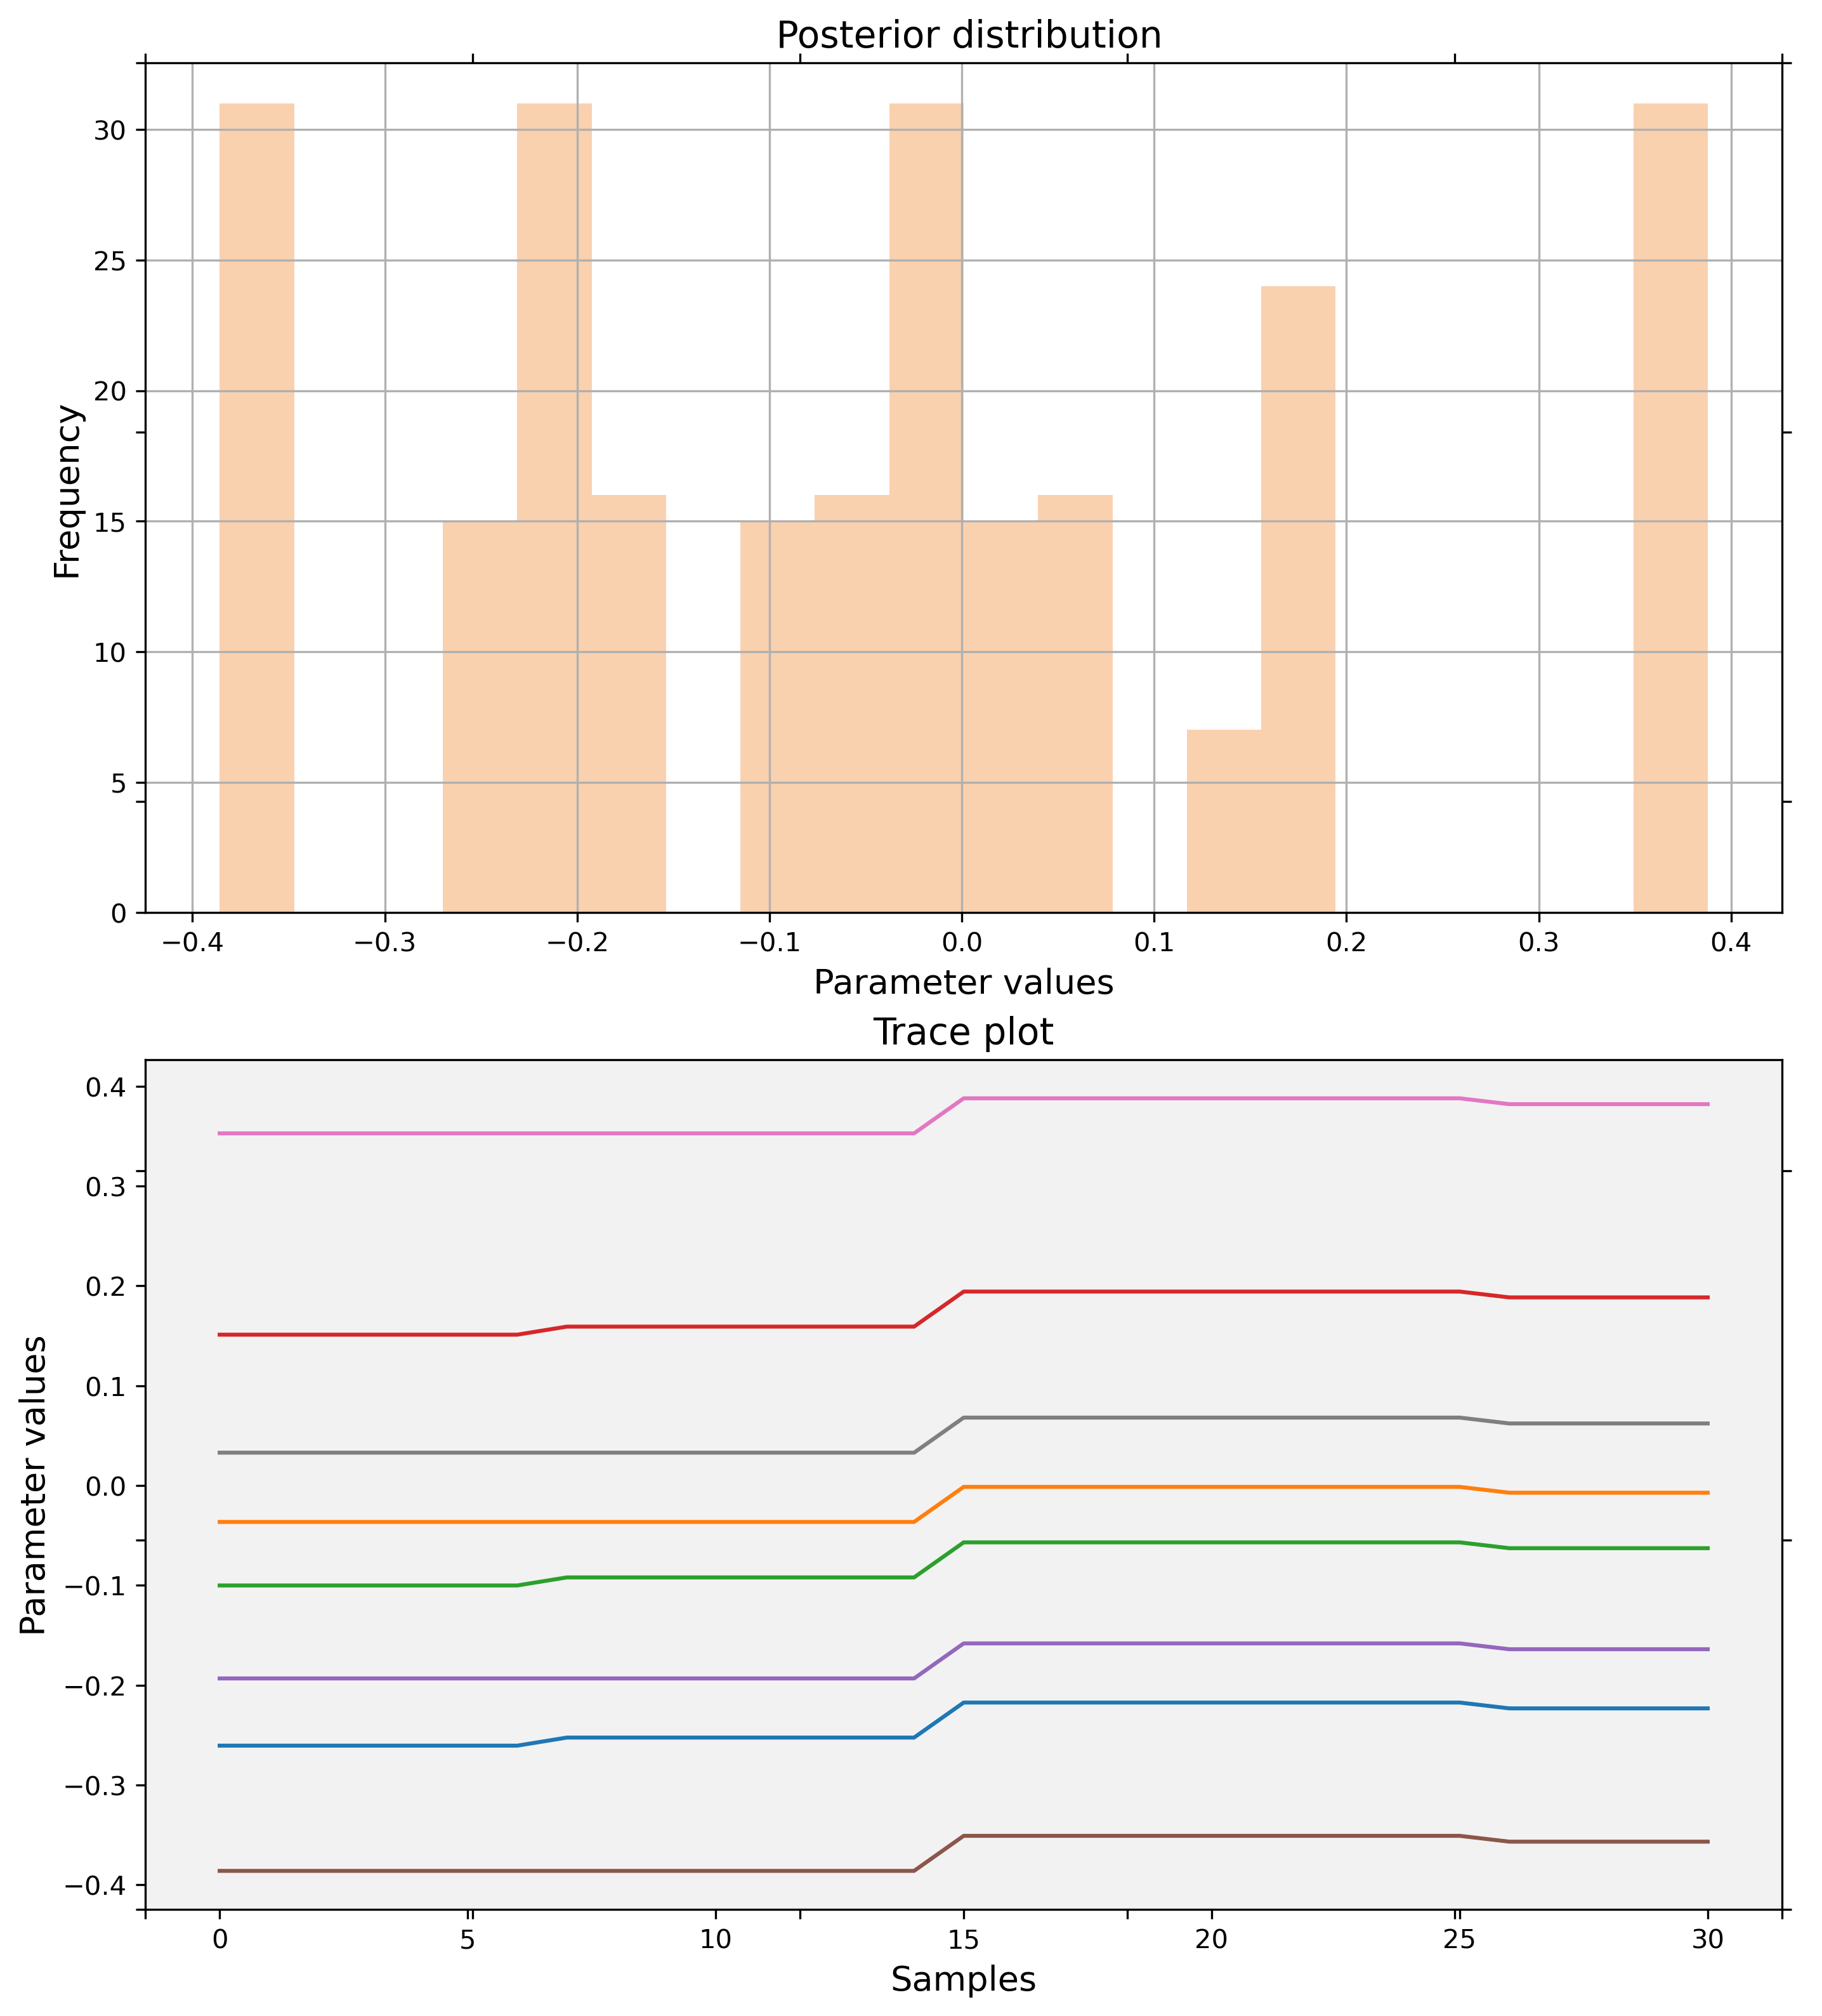 Posterior distribution
30
25
20
15
10
5
0
Frequency
−0.4 −0.3 −0.2 −0.1 0.0 0.1 0.2 0.3 0.4
Parameter values
Trace plot
0.4
0.3
0.2
0.1
0.0
−0.1
−0.2
−0.3
−0.4
Parameter values
0 5 10 15 20 25 30
Samples